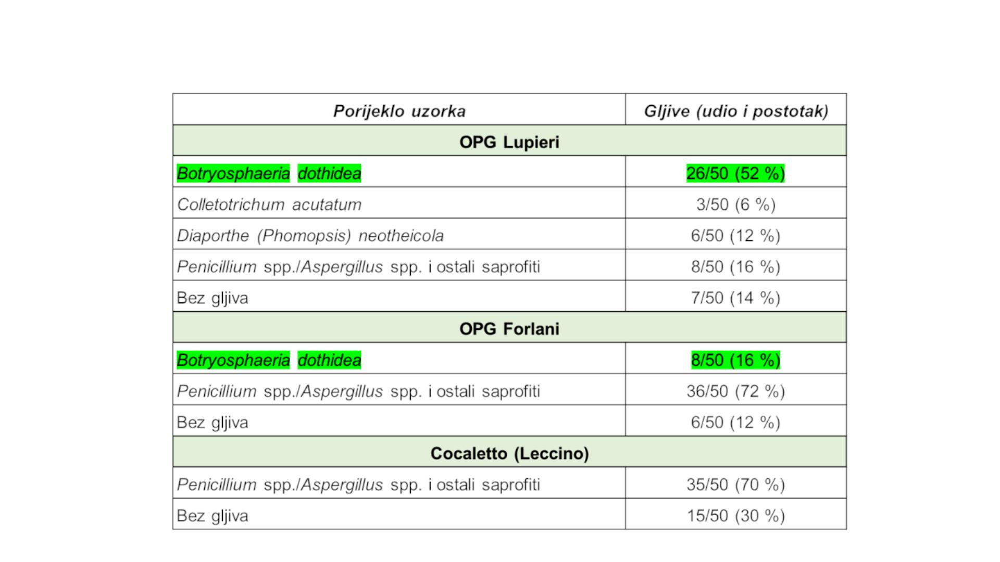 Porijeklo uzorka Gljive (udio i postotak)
OPG Lupieri
Botryosphaeria dothidea 26/50 (52 %)
Colletotrichum acutatum 3/50 (6 %)
Diaporthe (Phomopsis) neotheicola 6/50 (12 %)
Penicillium spp./Aspergillus spp. i ostali saprofiti 8/50 (16 %)
Bez gljiva 7/50 (14 %)
OPG Forlani
Botryosphaeria dothidea 8/50 (16 %)
Penicillium spp./Aspergillus spp. i ostali saprofiti 36/50 (72 %)
Bez gljiva 6/50 (12 %)
Cocaletto (Leccino)
Penicillium spp./Aspergillus spp. i ostali saprofiti 35/50 (70 %)
Bez gljiva 15/50 (30 %)